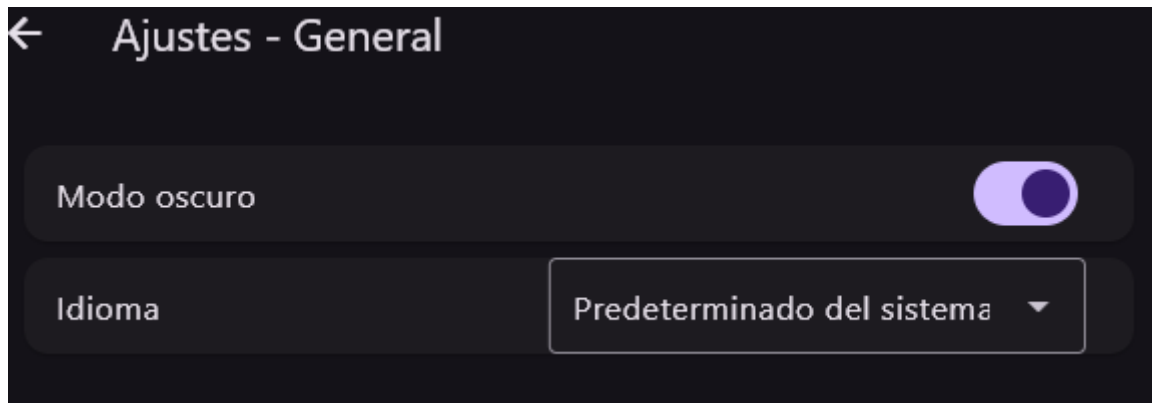 Ajustes - General
Modo oscuro
Idioma
Predeterminado del sistema